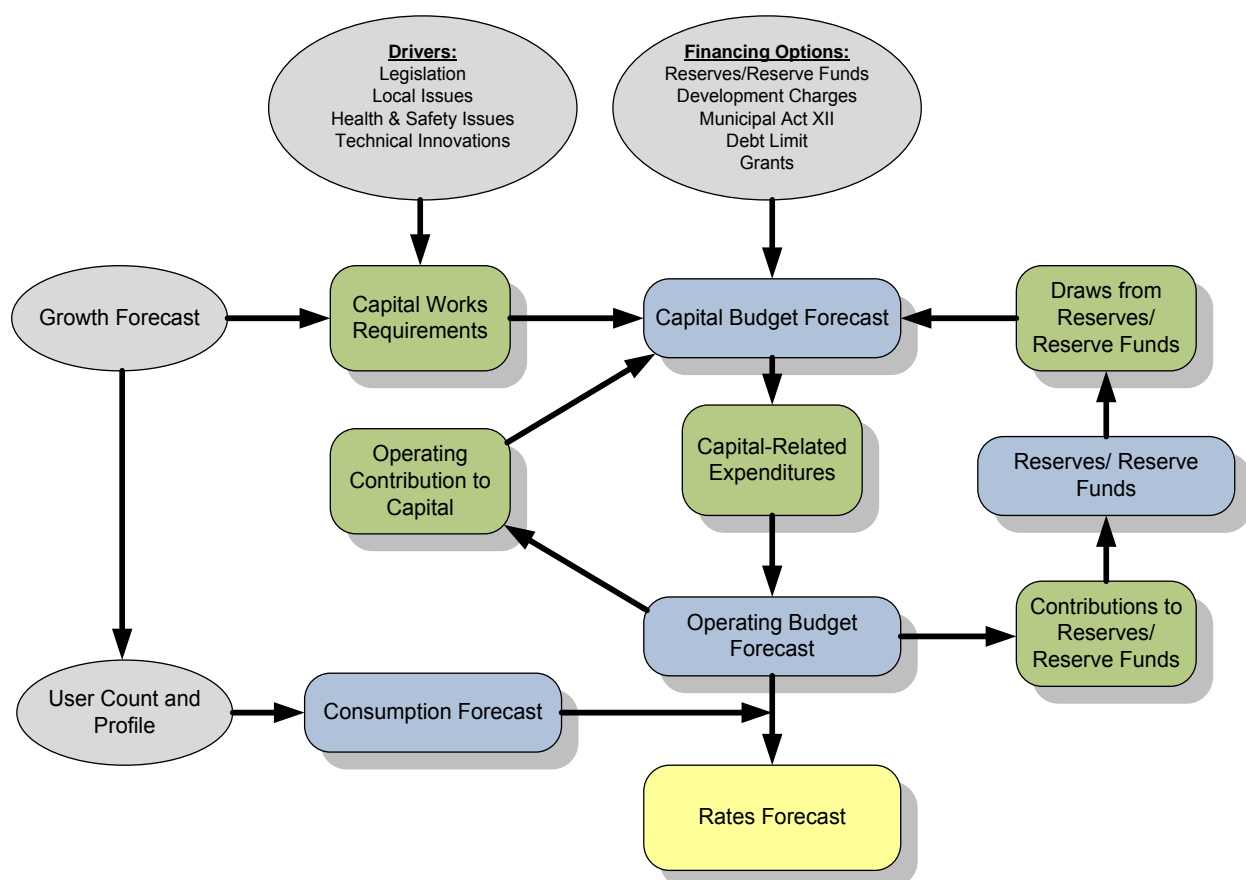 Drivers:
Legislation
Local Issues
Health & Safety Issues
Technical Innovations
Financing Options:
Reserves/Reserve Funds
Development Charges
Municipal Act XII
Debt Limit
Grants
Growth Forecast
Capital Works
Requirements
Capital Budget Forecast
Draws from
Reserves/
Reserve Funds
Operating
Contribution to
Capital
Capital-Related
Expenditures
Reserves/ Reserve
Funds
Operating Budget
Forecast
Contributions to
Reserves/
Reserve Funds
User Count and
Profile
Consumption Forecast
Rates Forecast